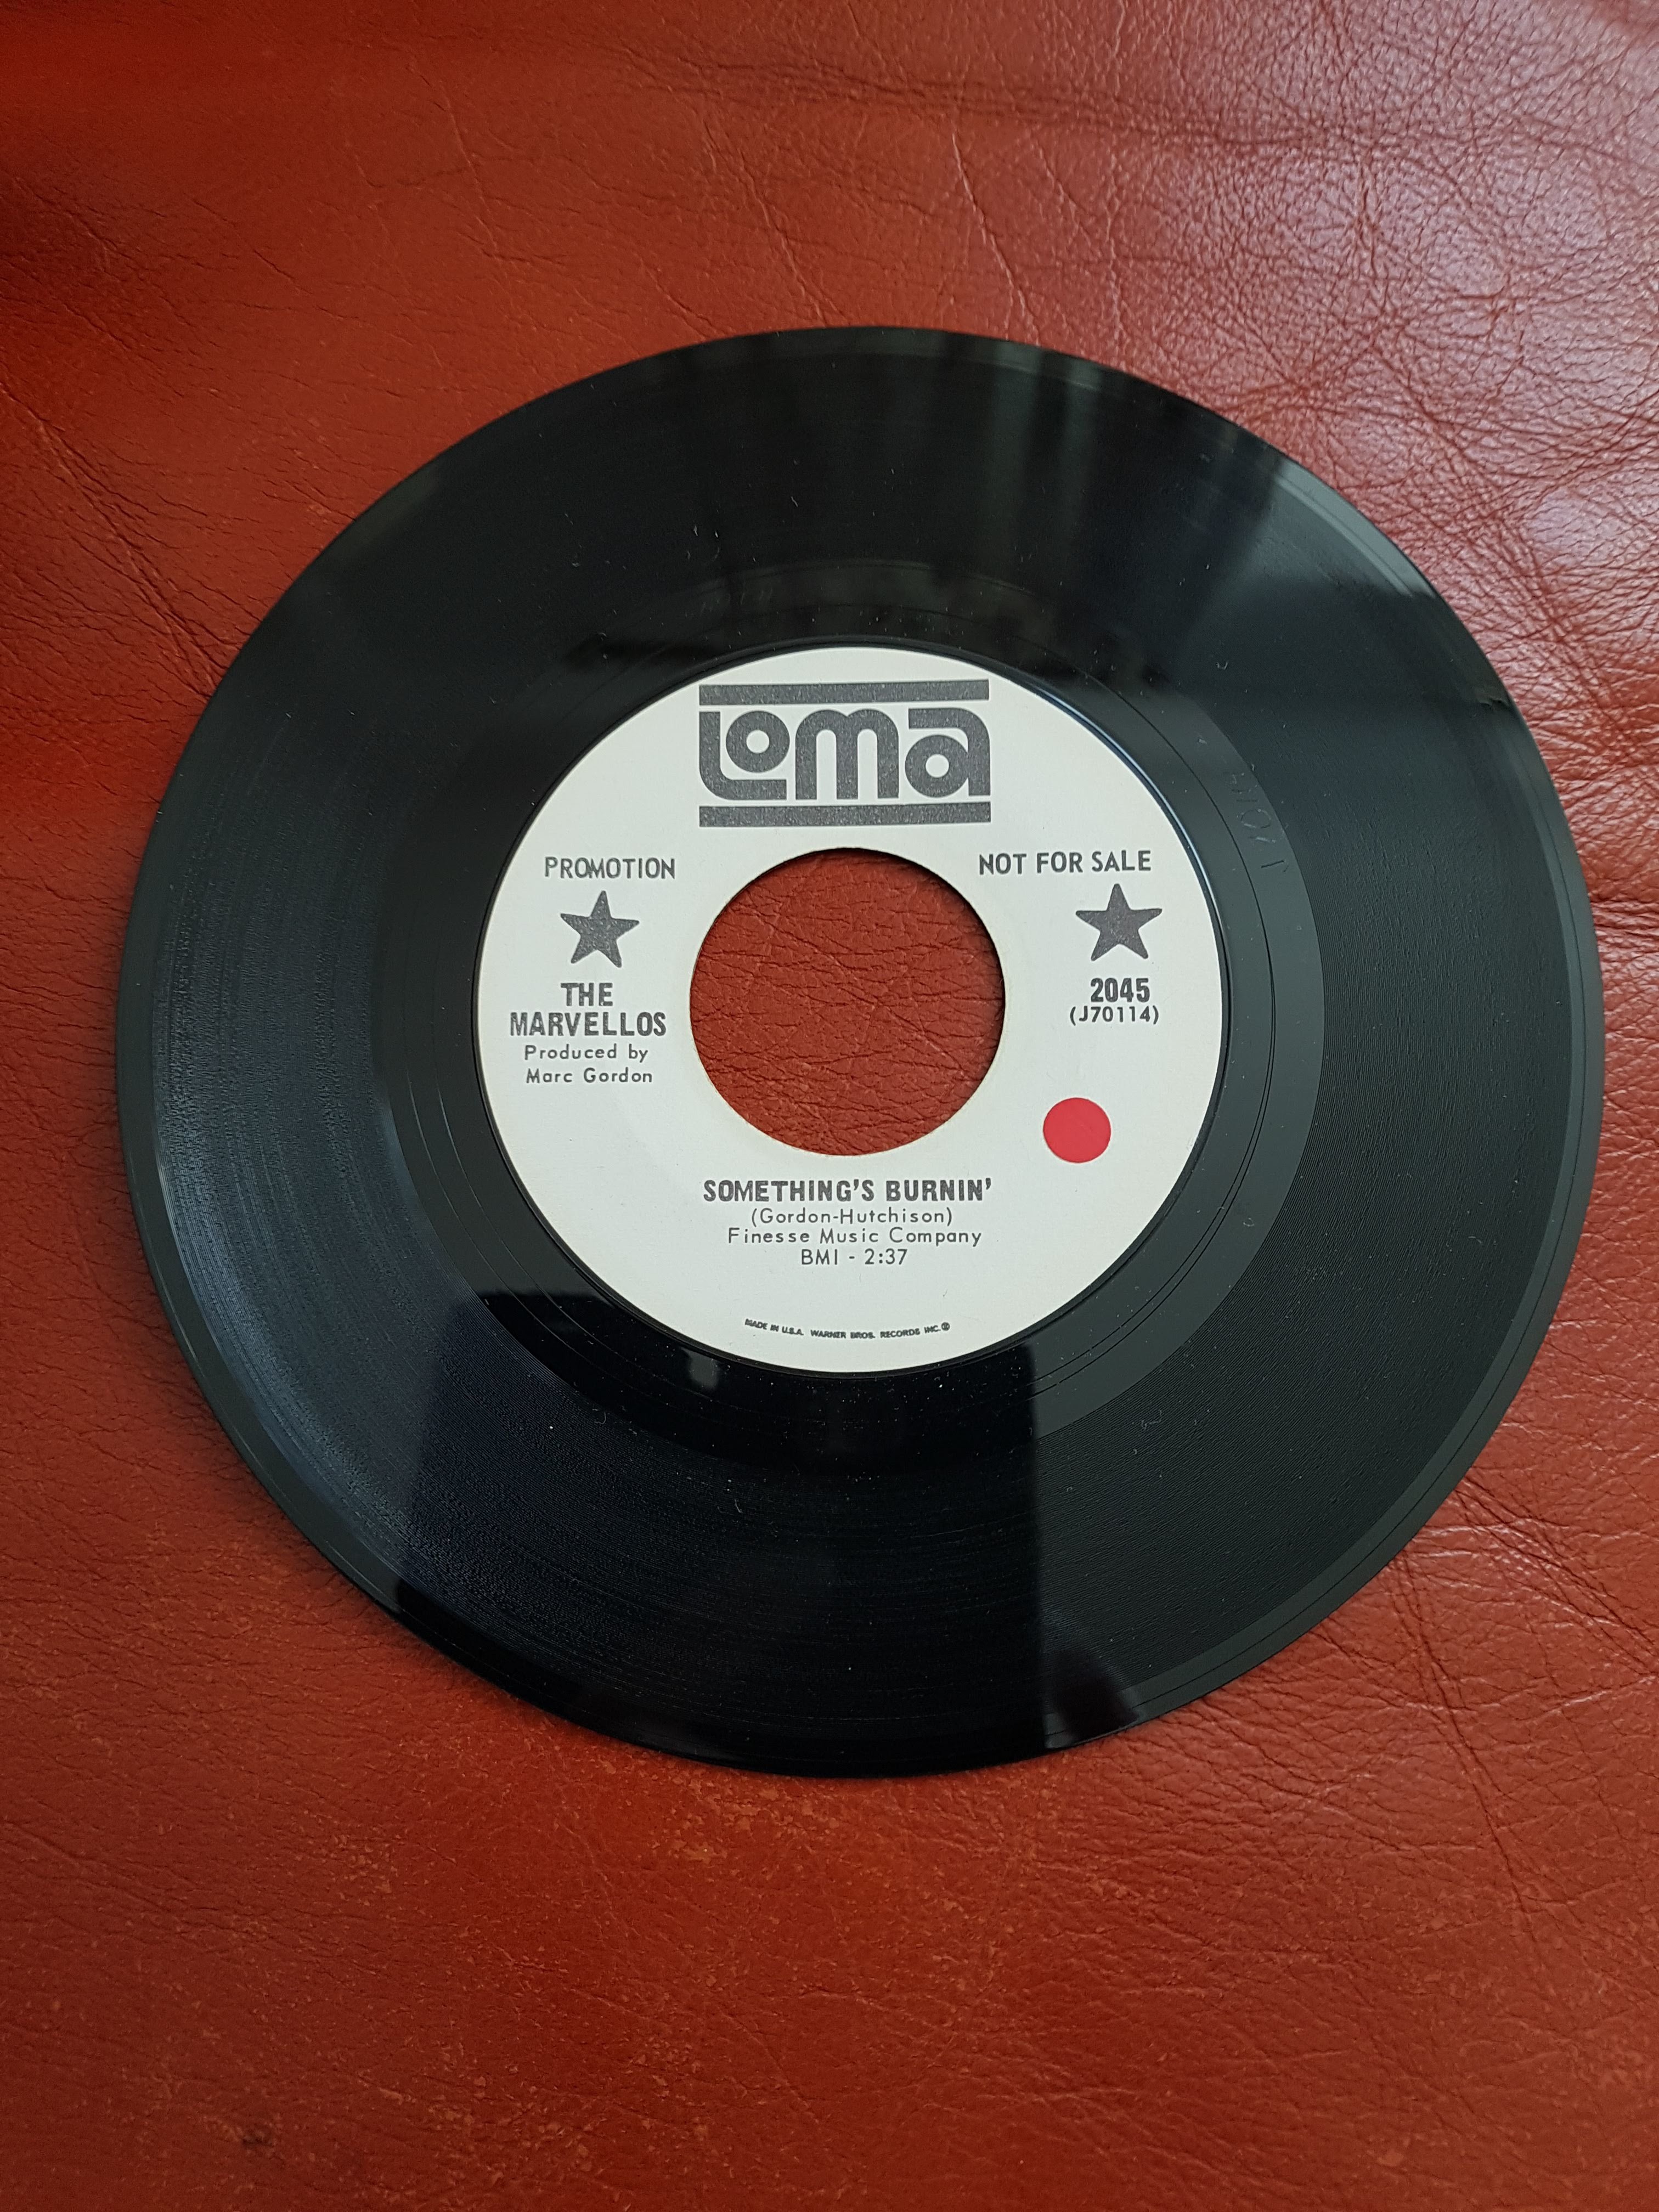 Loma
PROMOTION
NOT FOR SALE
THE
MARVELLOS
Produced by
Marc Gordon
2045
(J70114)
SOMETHING'S BURNIN'
(Gordon-Hutchison)
Finesse Music Company
BMI - 2:37
MADE IN U.S.A. WARNER BROS. RECORDS INC.